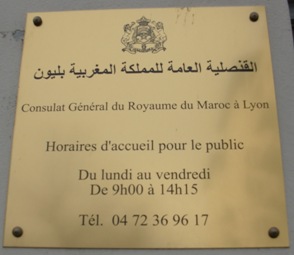 القنصلية العامة للمملكة المغربية بليون
Consulat Général du Royaume du Maroc à Lyon
Horaires d'accueil pour le public
Du lundi au vendredi
De 9h00 à 14h15
Tél. 04 72 36 96 17